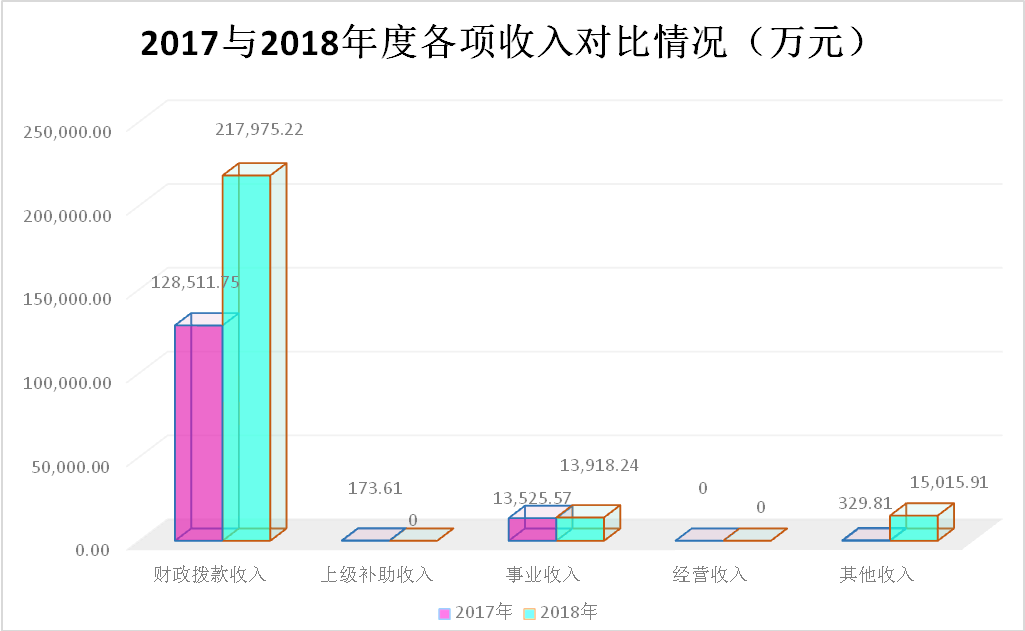 2017与2018年度各项收入对比情况（万元）
250,000.00
200,000.00
150,000.00
100,000.00
50,000.00
0.00
217,975.22
128,511.75
173.61
0
13,525.57
13,918.24
0
0
329.81
15,015.91
财政拨款收入
上级补助收入
事业收入
经营收入
其他收入
2017年
2018年